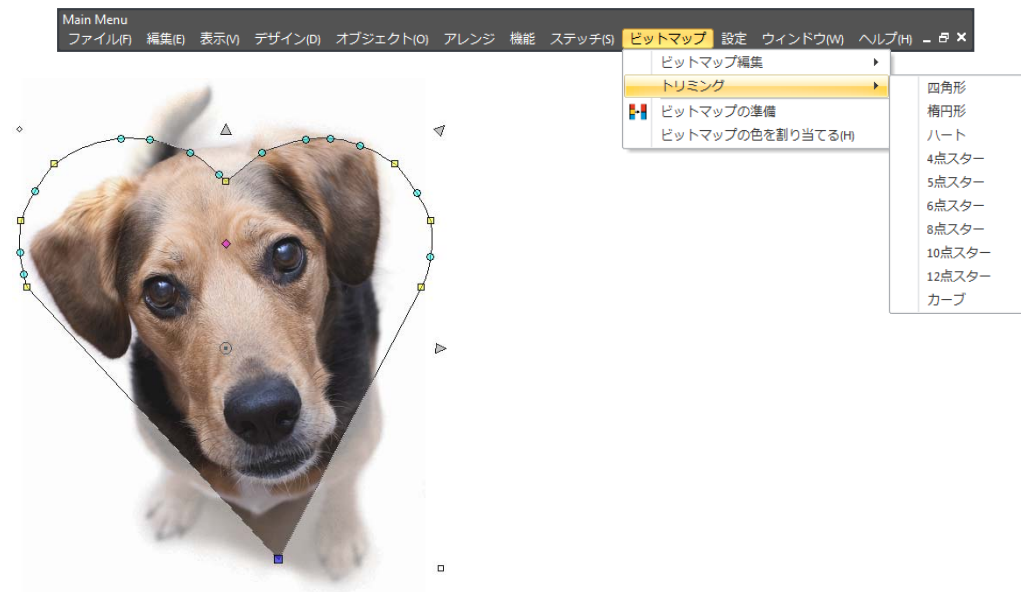 Main Menu
ファイル(F) 編集(E) 表示(V) デザイン(D) オブジェクト(O) アレンジ 機能 ステッチ(S) ビットマップ 設定 ウィンドウ(W) ヘルプ(H)
ビットマップ編集
トリミング
ビットマップの準備
ビットマップの色を割り当てる(H)
四角形
楕円形
ハート
4点スター
5点スター
6点スター
8点スター
10点スター
12点スター
カーブ